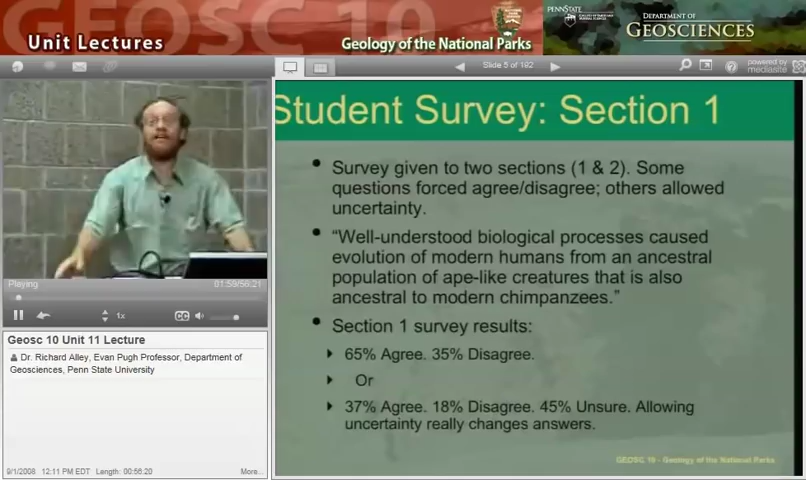 GEOSC 10
Unit Lectures
Geology of the National Parks
PENNSTATE
DEPARTMENT OF
GEOSCIENCES
Slide 5 of 192
powered by
mediasite
Student Survey: Section 1
• Survey given to two sections (1 & 2). Some
questions forced agree/disagree; others allowed
uncertainty.
• “Well-understood biological processes caused
evolution of modern humans from an ancestral
population of ape-like creatures that is also
ancestral to modern chimpanzees.”
• Section 1 survey results:
65% Agree. 35% Disagree.
Or
37% Agree. 18% Disagree. 45% Unsure. Allowing
uncertainty really changes answers.
GEOSC 10 - Geology of the National Parks
Playing
01:59/56:21
1x
CC
Geosc 10 Unit 11 Lecture
Dr. Richard Alley, Evan Pugh Professor, Department of
Geosciences, Penn State University
9/1/2008 12:11 PM EDT Length: 00:56:20
More...